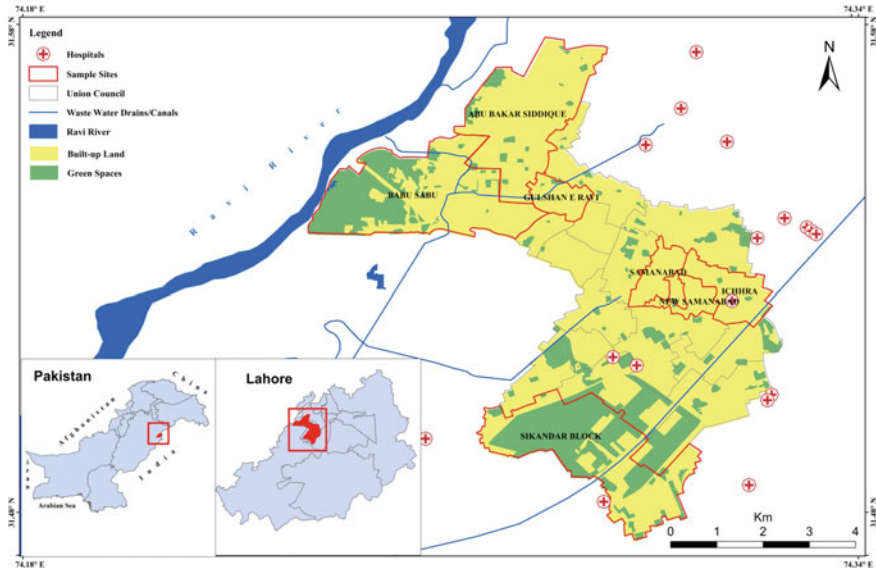 74.18° E
74.34° E
31.58° N
31.58° N
Legend
Hospitals
Sample Sites
Union Council
Waste Water Drains/Canals
Ravi River
Built-up Land
Green Spaces
N
Ravi River
ABU BAKAR SIDDIQUE
BABU SABU
GULSHAN E RAVI
SAMANABAD
ICHHRA
NEW SAMANABAD
SIKANDAR BLOCK
Pakistan
China
Afghanistan
Iran
India
Arabian Sea
Lahore
Km
0 1 2 3 4
31.48° N
31.48° N
74.18° E
74.34° E